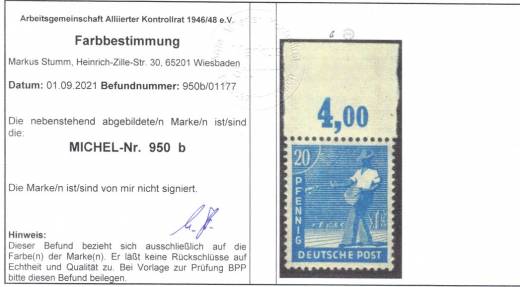 Arbeitsgemeinschaft Alliierter Kontrollrat 1946/48 e.V.
Farbbestimmung
Markus Stumm, Heinrich-Zille-Str. 30, 65201 Wiesbaden
Datum: 01.09.2021 Befundnummer: 950b/01177
Die nebenstehend abgebildete/n Marke/n ist/sind
die:
MICHEL-Nr. 950 b
Die Marke/n ist/sind von mir nicht signiert.
Hinweis:
Dieser Befund bezieht sich ausschließlich auf die
Farbe(n) der Marke(n). Er läßt keine Rückschlüsse auf
Echtheit und Qualität zu. Bei Vorlage zur Prüfung BPP
bitte diesen Befund beilegen.
4,00
20
PFENNIG
DEUTSCHE POST